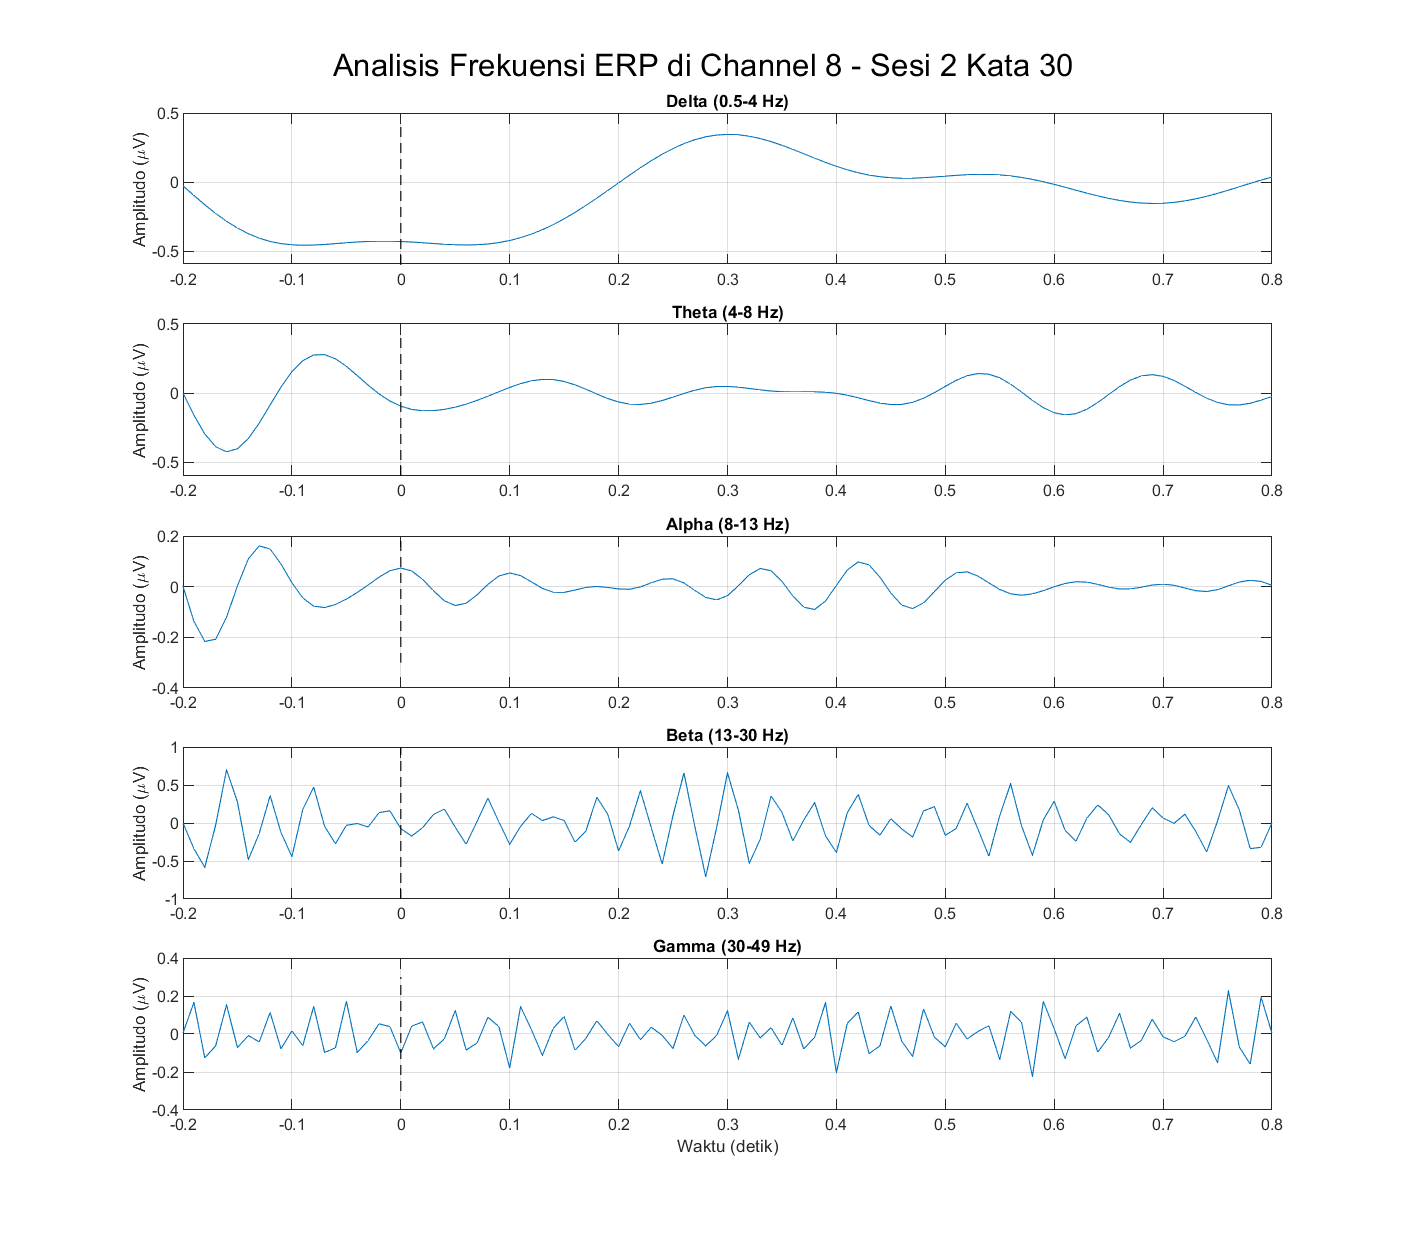 Analisis Frekuensi ERP di Channel 8 - Sesi 2 Kata 30
Delta (0.5-4 Hz)
Amplitudo (μV)
0.5
0
-0.5
-0.2 -0.1 0 0.1 0.2 0.3 0.4 0.5 0.6 0.7 0.8
Theta (4-8 Hz)
Amplitudo (μV)
0.5
0
-0.5
-0.2 -0.1 0 0.1 0.2 0.3 0.4 0.5 0.6 0.7 0.8
Alpha (8-13 Hz)
Amplitudo (μV)
0.2
0
-0.2
-0.4
-0.2 -0.1 0 0.1 0.2 0.3 0.4 0.5 0.6 0.7 0.8
Beta (13-30 Hz)
Amplitudo (μV)
1
0.5
0
-0.5
-1
-0.2 -0.1 0 0.1 0.2 0.3 0.4 0.5 0.6 0.7 0.8
Gamma (30-49 Hz)
Amplitudo (μV)
0.4
0.2
0
-0.2
-0.4
-0.2 -0.1 0 0.1 0.2 0.3 0.4 0.5 0.6 0.7 0.8
Waktu (detik)